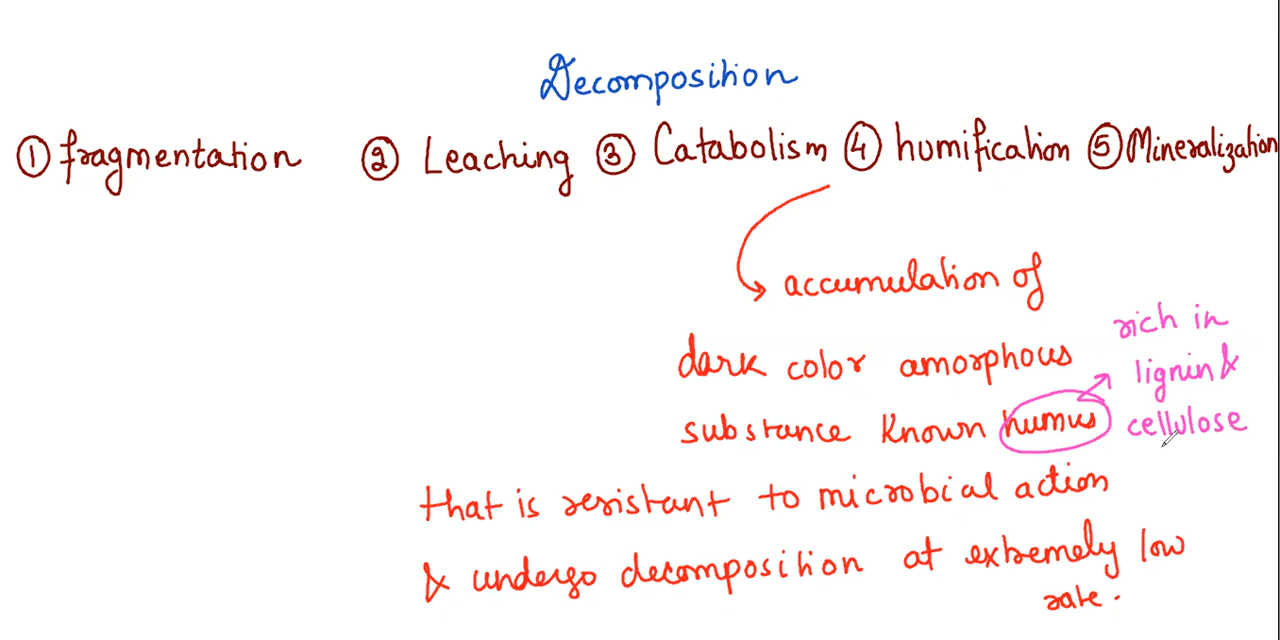 Decomposition
① fragmentation ② Leaching ③ Catabolism ④ humification ⑤ Mineralization
accumulation of
dark color amorphous
substance known humus
rich in
lignin &
cellulose
that is resistant to microbial action
& undergo decomposition at extremely low
rate.